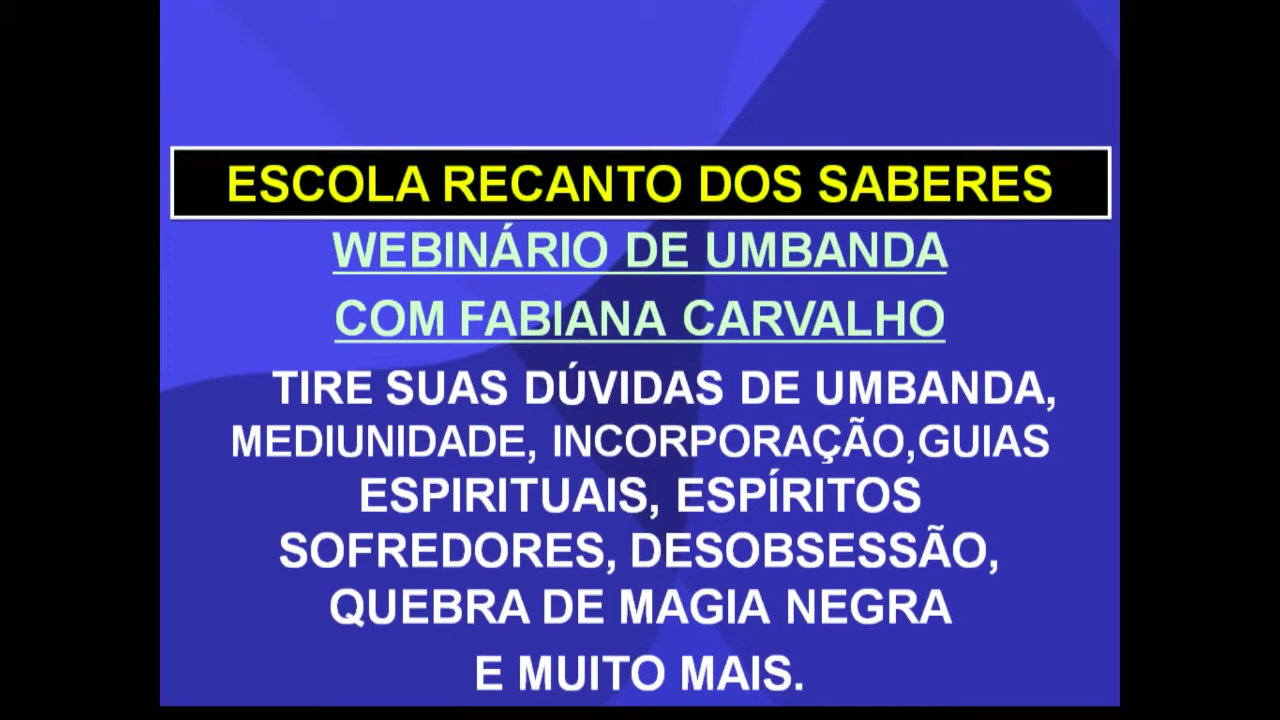 ESCOLA RECANTO DOS SABERES
WEBINÁRIO DE UMBANDA
COM FABIANA CARVALHO
TIRE SUAS DÚVIDAS DE UMBANDA,
MEDIUNIDADE, INCORPORAÇÃO,GUIAS
ESPIRITUAIS, ESPÍRITOS
SOFREDORES, DESOBSESSÃO,
QUEBRA DE MAGIA NEGRA
E MUITO MAIS.